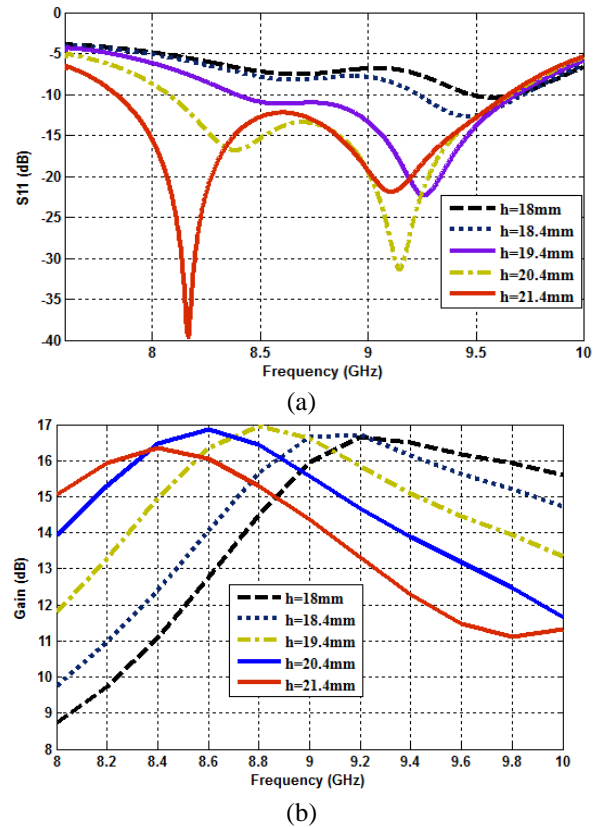 0
-5
-10
-15
-20
-25
-30
-35
-40
S11 (dB)
h=18mm
h=18.4mm
h=19.4mm
h=20.4mm
h=21.4mm
8 8.5 9 9.5 10
Frequency (GHz)
(a)
17
16
15
14
13
12
11
10
9
8
Gain (dB)
h=18mm
h=18.4mm
h=19.4mm
h=20.4mm
h=21.4mm
8 8.2 8.4 8.6 8.8 9 9.2 9.4 9.6 9.8 10
Frequency (GHz)
(b)